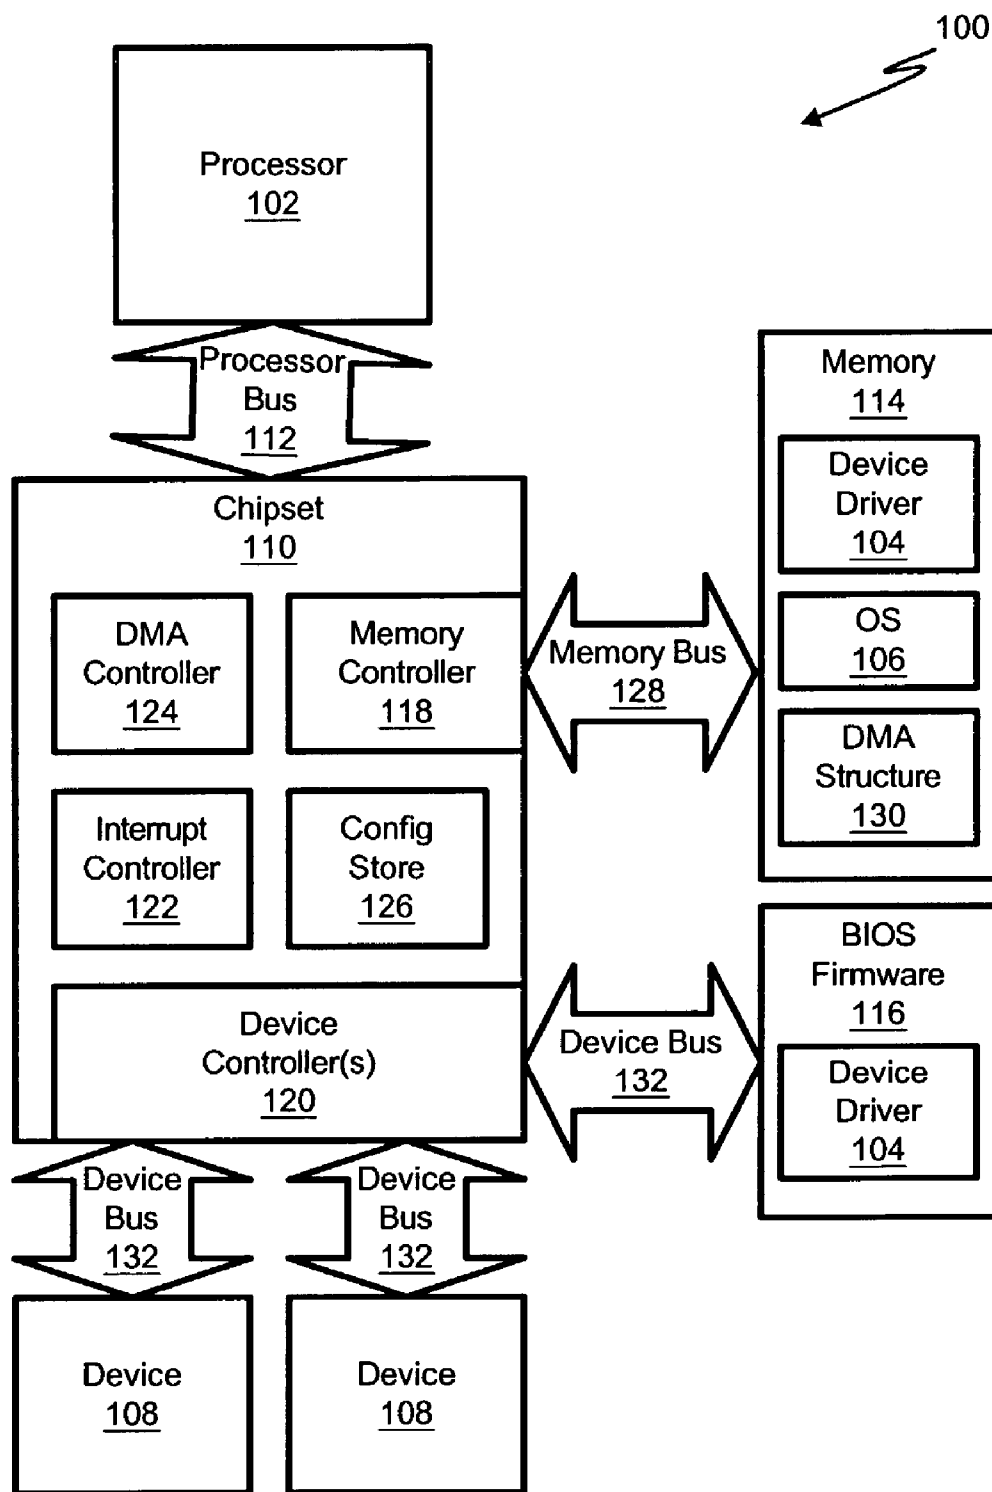 100
Processor
102
Processor
Bus
112
Chipset
110
DMA
Controller
124
Memory
Controller
118
Interrupt
Controller
122
Config
Store
126
Device
Controller(s)
120
Memory Bus
128
Memory
114
Device
Driver
104
OS
106
DMA
Structure
130
Device Bus
132
BIOS
Firmware
116
Device
Driver
104
Device
Bus
132
Device
Bus
132
Device
108
Device
108